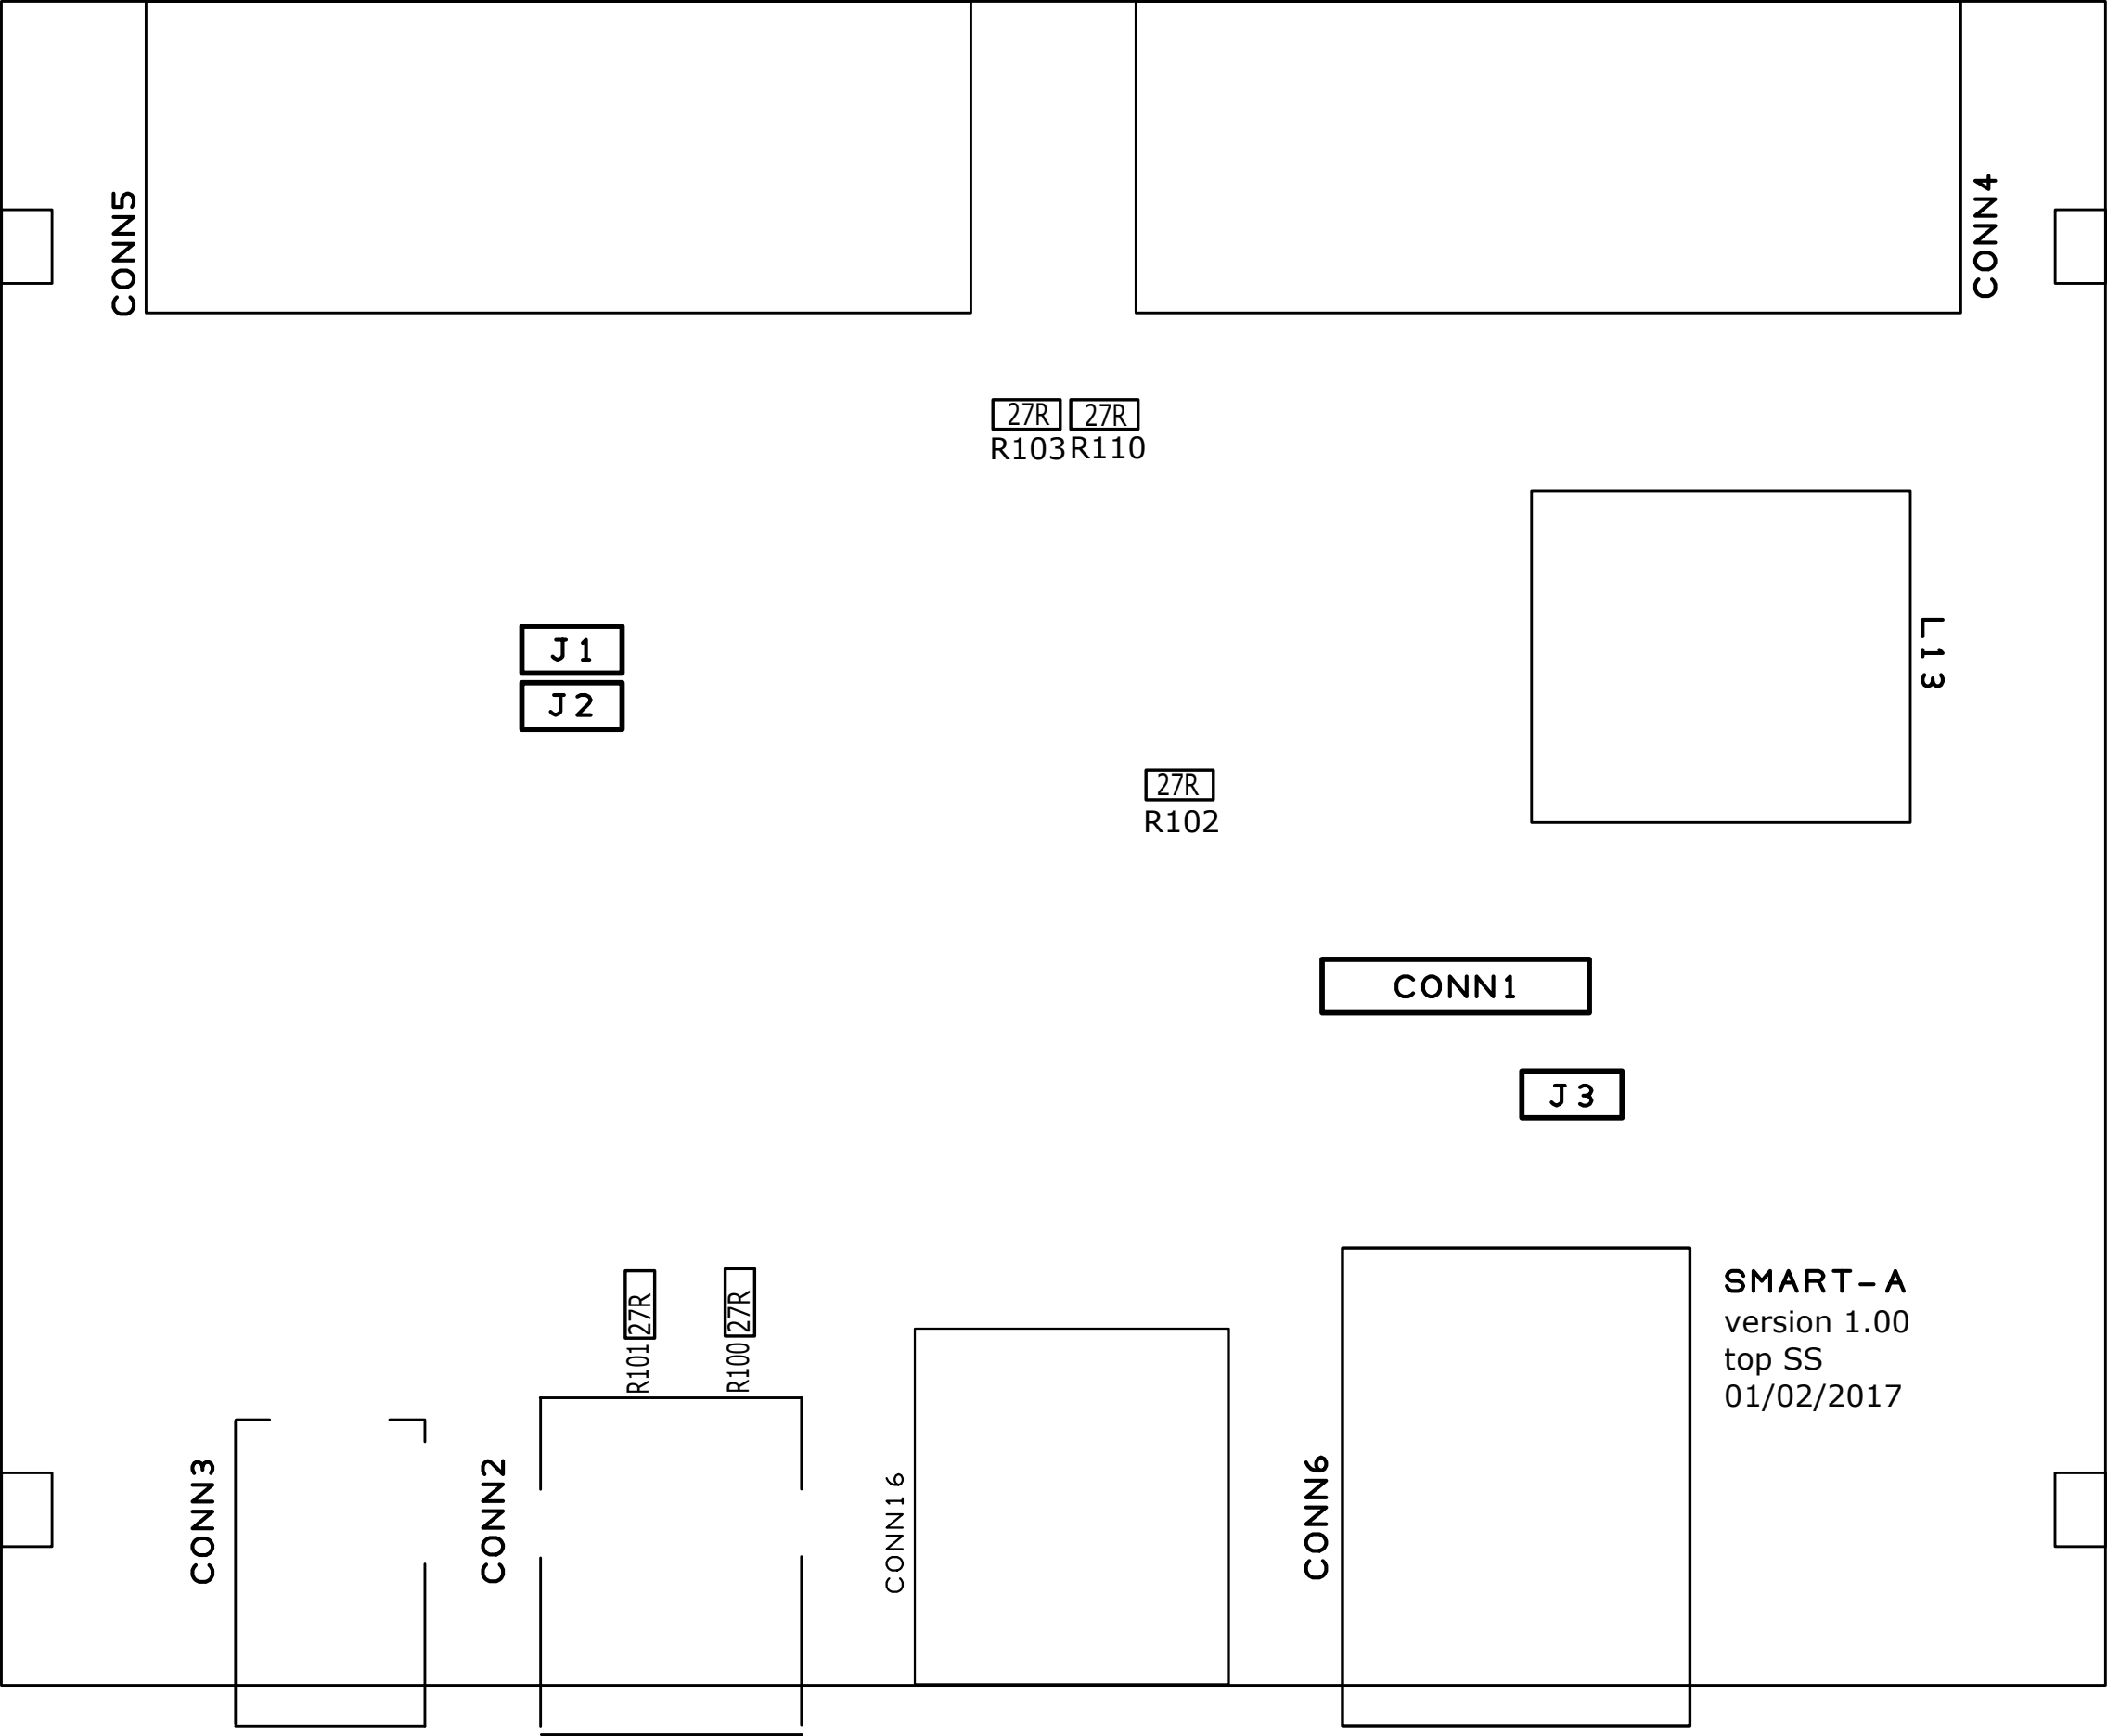 CONN5
CONN4
27R
27R
R103
R110
J1
J2
L13
27R
R102
CONN1
J3
R101
27R
R100
27R
SMART-A
version 1.00
top SS
01/02/2017
CONN3
CONN2
CONN16
CONN6